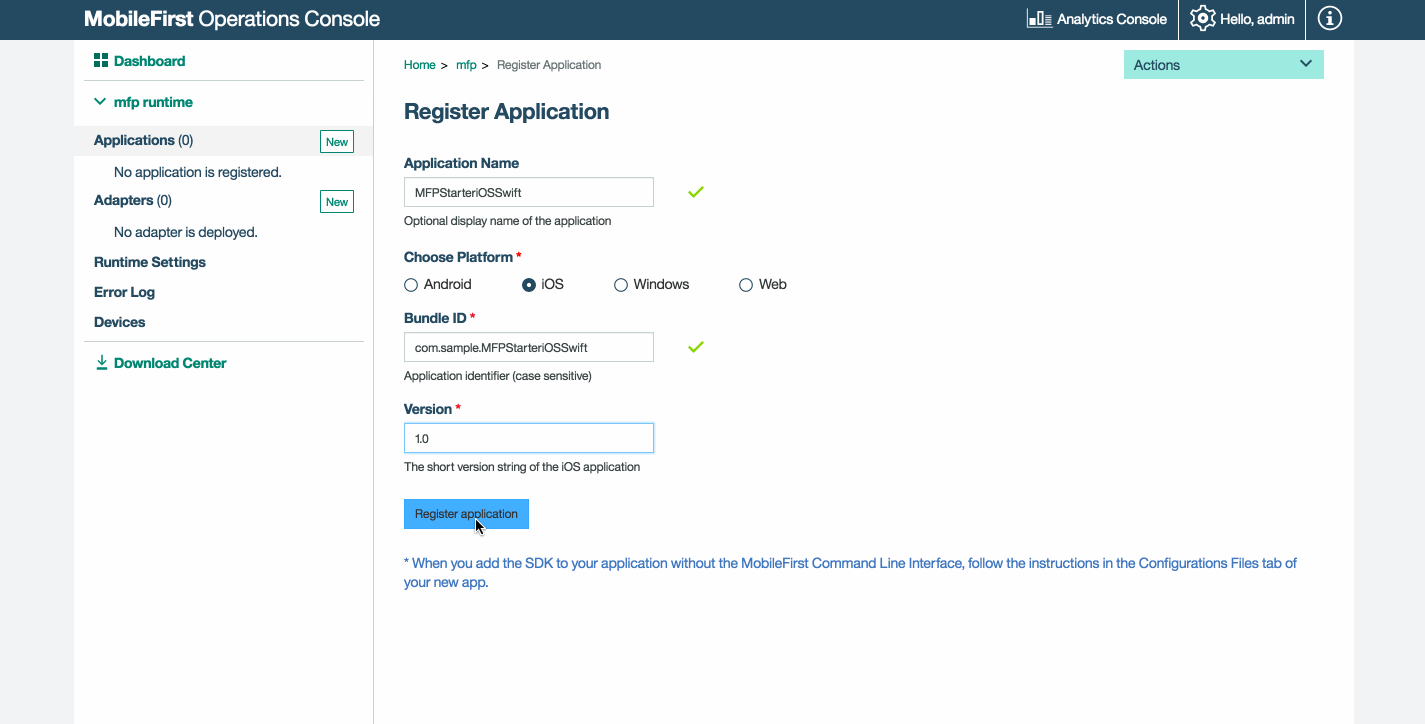 MobileFirst Operations Console
Analytics Console
Hello, admin
Dashboard
mfp runtime
Applications (0)
New
No application is registered.
Adapters (0)
New
No adapter is deployed.
Runtime Settings
Error Log
Devices
Download Center
Home > mfp > Register Application
Actions
Register Application
Application Name
MFPStarteriOSSwift
Optional display name of the application
Choose Platform *
Android iOS Windows Web
Bundle ID *
com.sample.MFPStarteriOSSwift
Application identifier (case sensitive)
Version *
1.0
The short version string of the iOS application
Register application
* When you add the SDK to your application without the MobileFirst Command Line Interface, follow the instructions in the Configurations Files tab of
your new app.